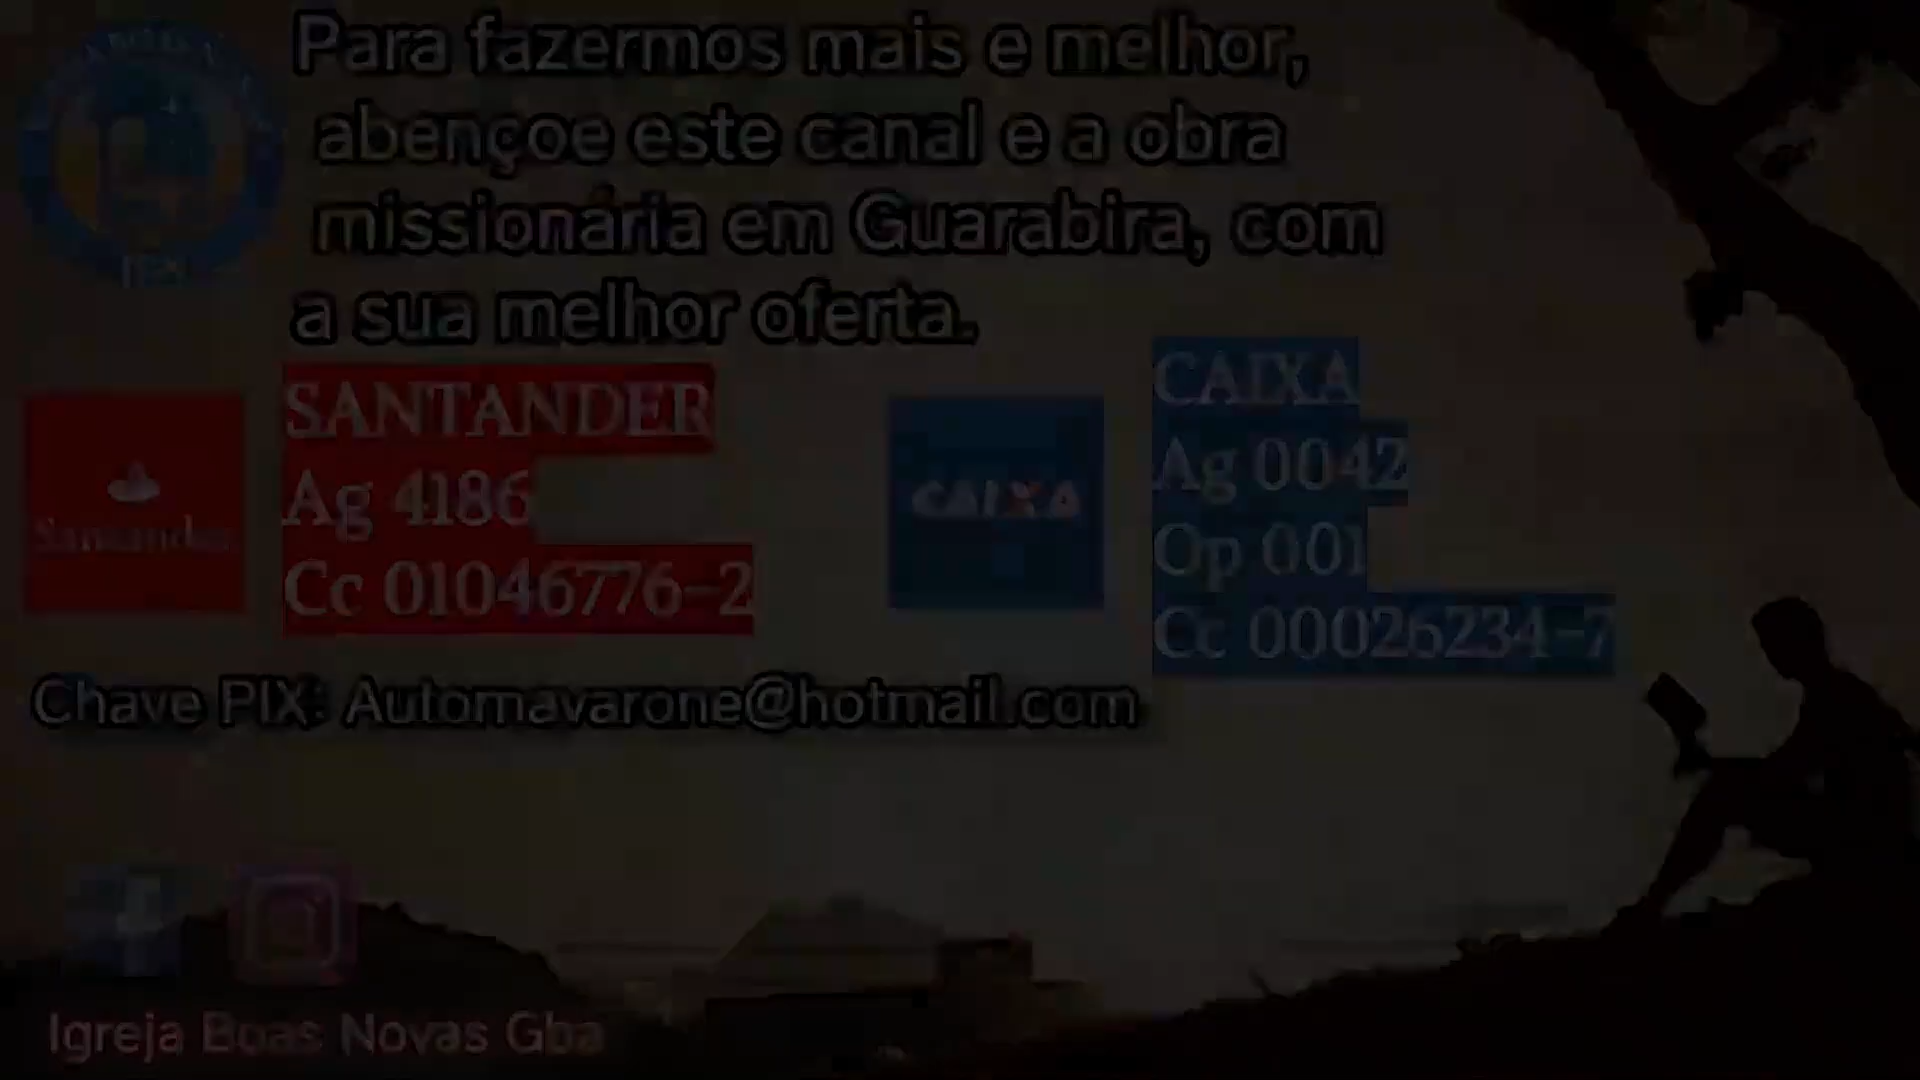 Para fazermos mais e melhor,
abençoe este canal e a obra
missionária em Guarabira, com
a sua melhor oferta.
SANTANDER
Ag 4186
Cc 01046776-2
Santander
CAIXA
CAIXA
Ag 0042
Op 001
Cc 00026234-7
Chave PIX: Automavarone@hotmail.com
Igreja Boas Novas Gba